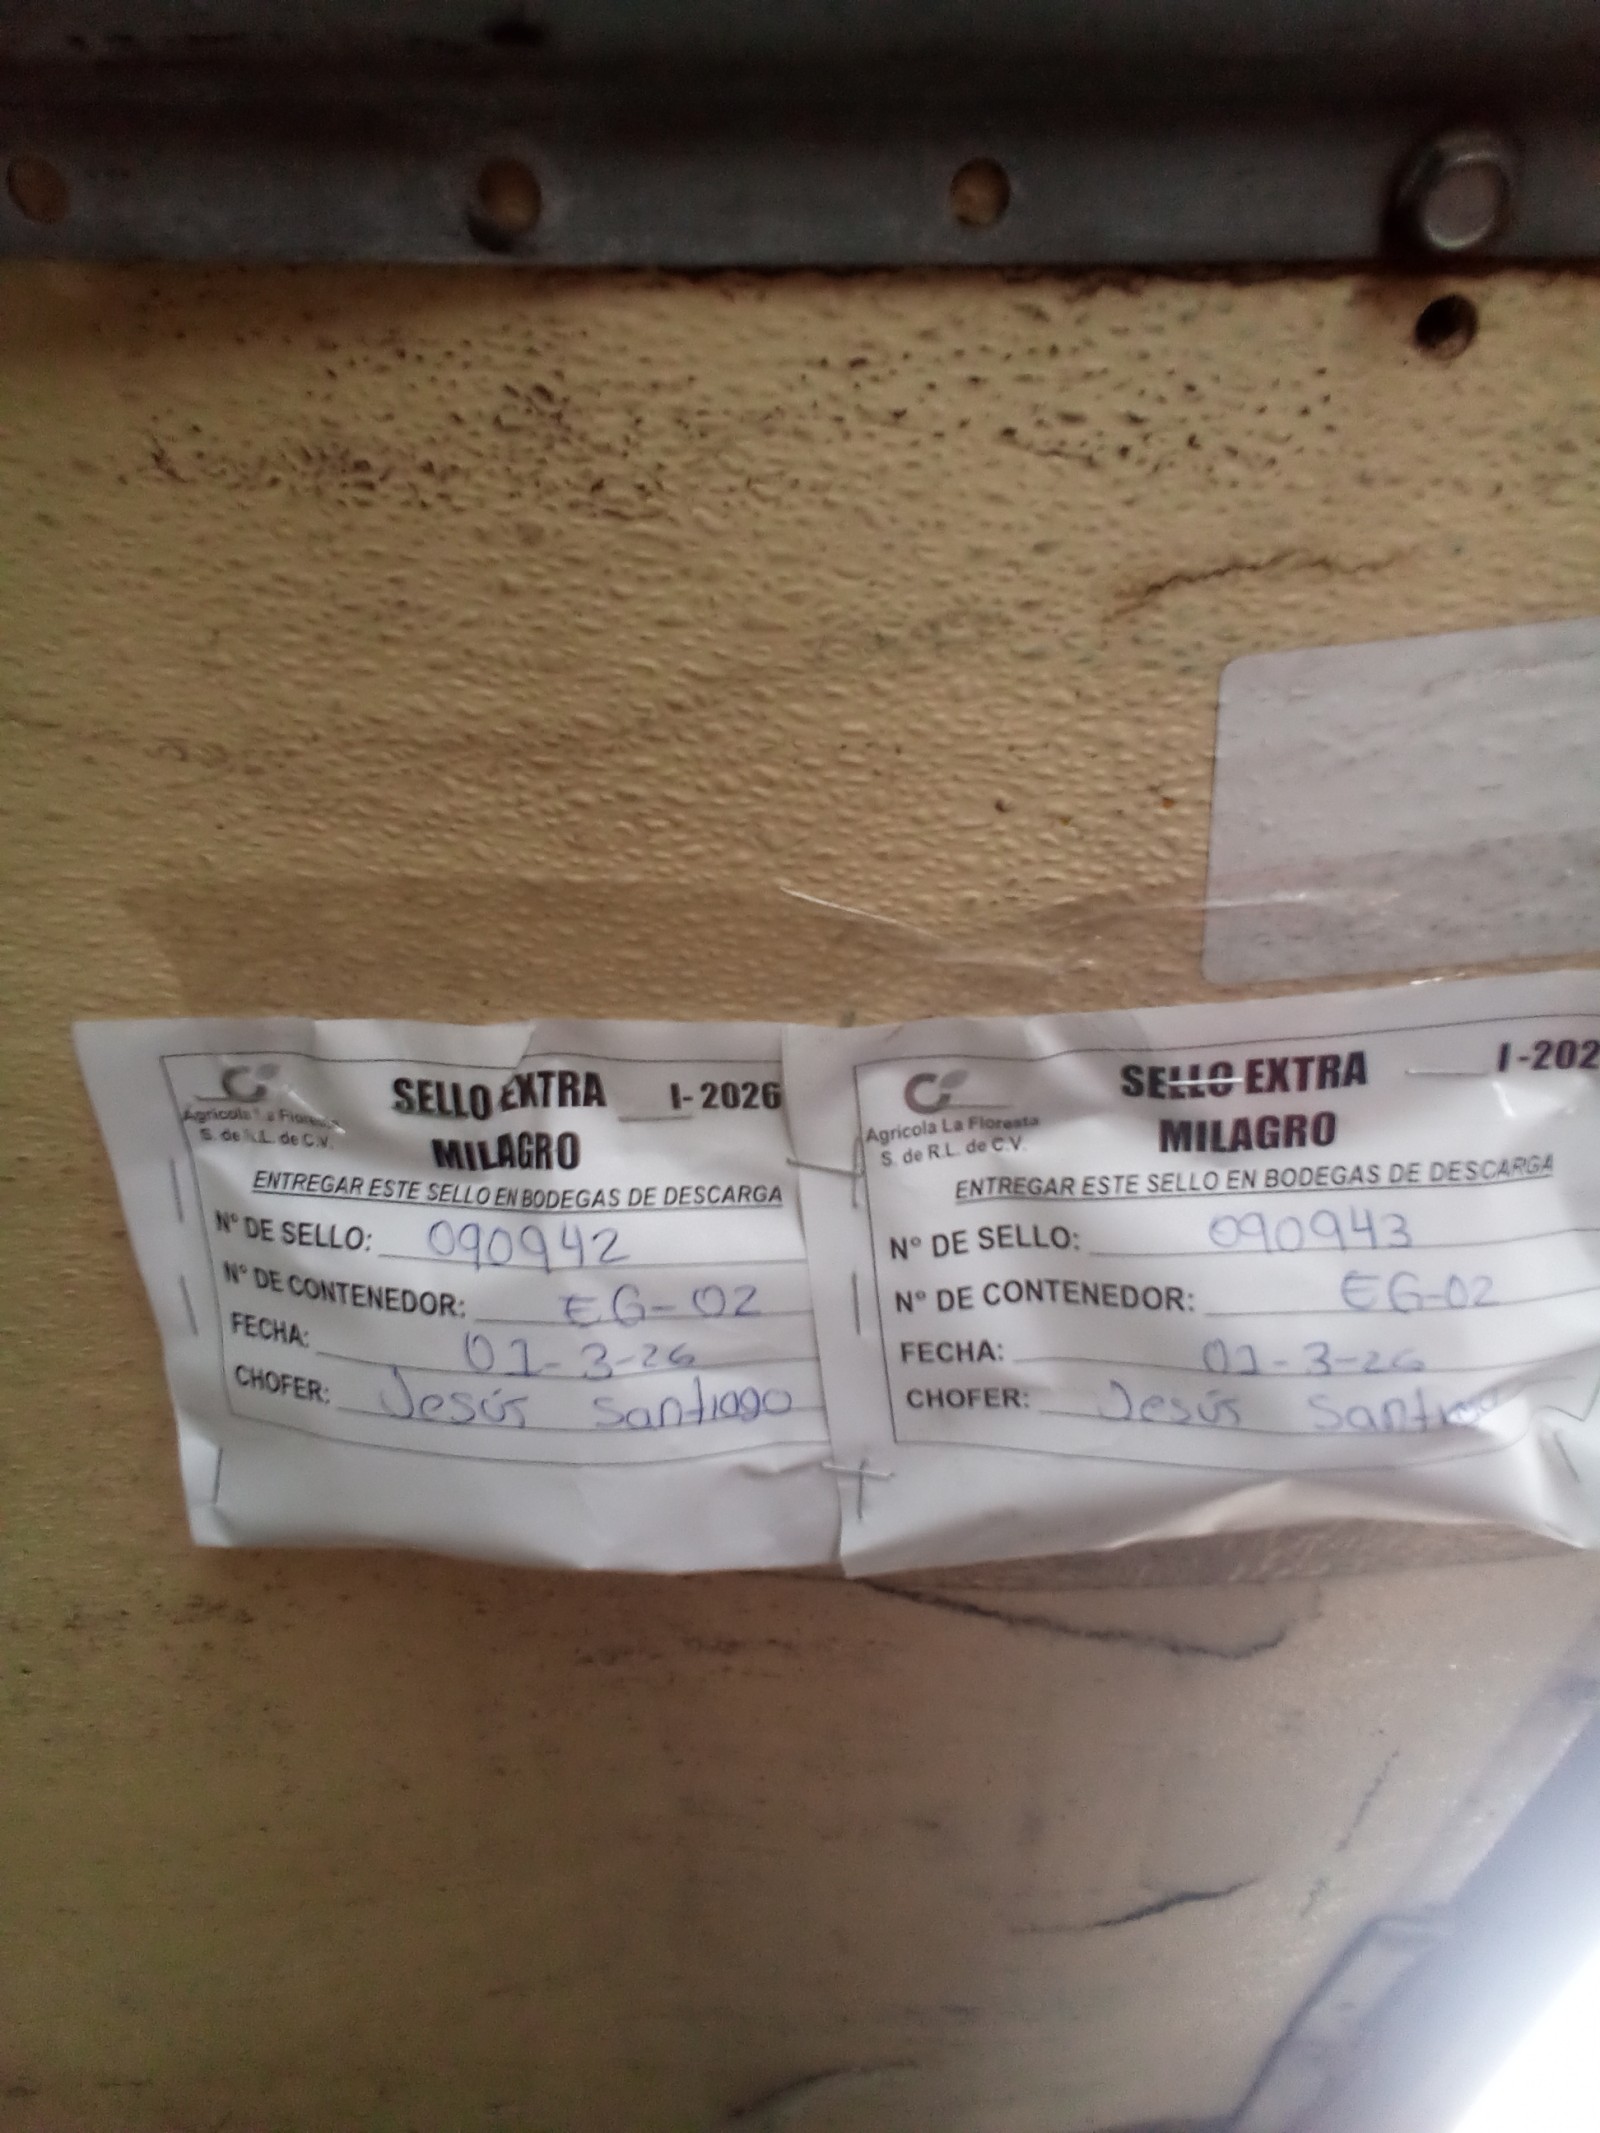 Agrícola La Floresta
S. de R.L. de C.V.
SELLO EXTRA ____ I- 2026
MILAGRO
ENTREGAR ESTE SELLO EN BODEGAS DE DESCARGA
N° DE SELLO: 090942
N° DE CONTENEDOR: EG-02
FECHA: 01-3-26
CHOFER: Jesús Santiago
Agrícola La Floresta
S. de R.L. de C.V.
SELLO EXTRA ____ I -202
MILAGRO
ENTREGAR ESTE SELLO EN BODEGAS DE DESCARGA
N° DE SELLO: 090943
N° DE CONTENEDOR: EG-02
FECHA: 01-3-26
CHOFER: Jesús Santiago